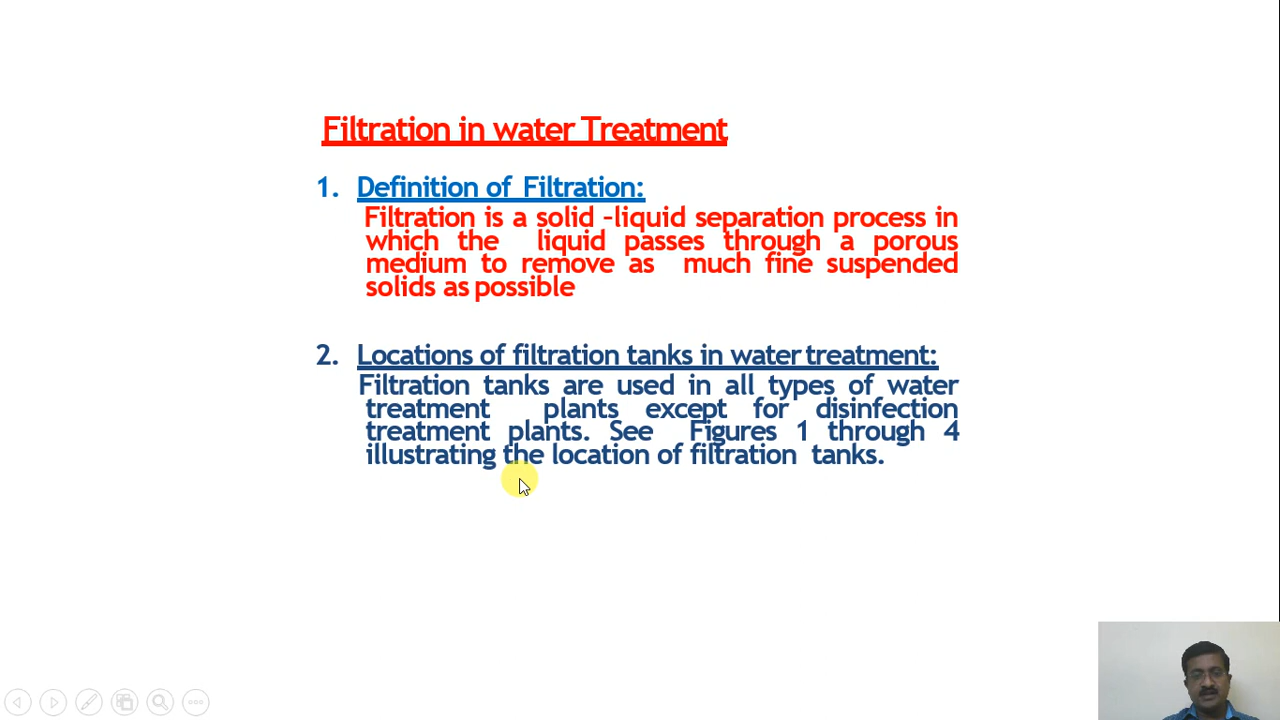 Filtration in water Treatment
1. Definition of Filtration:
Filtration is a solid -liquid separation process in
which the liquid passes through a porous
medium to remove as much fine suspended
solids as possible
2. Locations of filtration tanks in water treatment:
Filtration tanks are used in all types of water
treatment plants except for disinfection
treatment plants. See Figures 1 through 4
illustrating the location of filtration tanks.